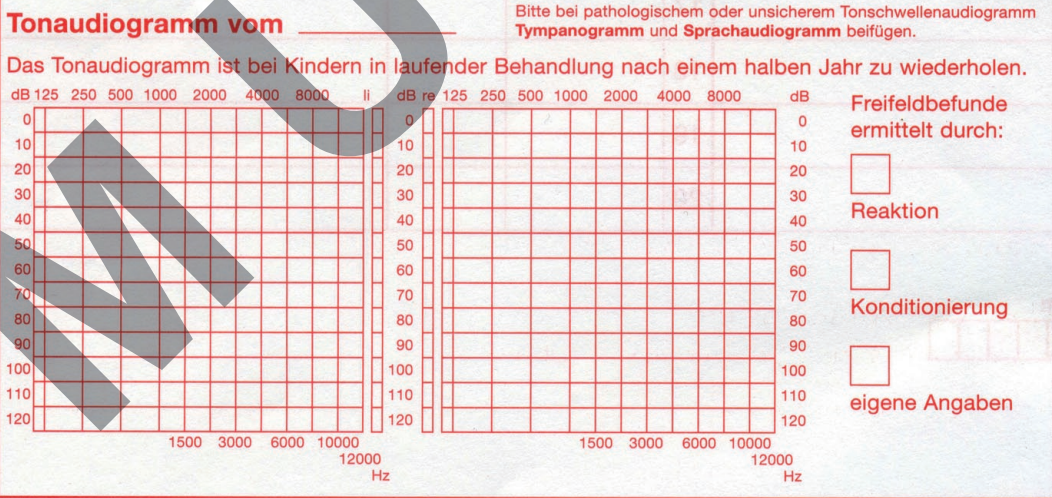 Tonaudiogramm vom
Bitte bei pathologischem oder unsicherem Tonschwellenaudiogramm
Tympanogramm und Sprachaudiogramm beifügen.
Das Tonaudiogramm ist bei Kindern in laufender Behandlung nach einem halben Jahr zu wiederholen.
dB 125 250 500 1000 2000 4000 8000 li dB re 125 250 500 1000 2000 4000 8000 dB
0 0 0
10 10 10
20 20 20
30 30 30
40 40 40
50 50 50
60 60 60
70 70 70
80 80 80
90 90 90
100 100 100
110 110 110
120 120 120
1500 3000 6000 10000 1500 3000 6000 10000
12000 12000
Hz Hz
Freifeldbefunde
ermittelt durch:
Reaktion
Konditionierung
eigene Angaben
M U